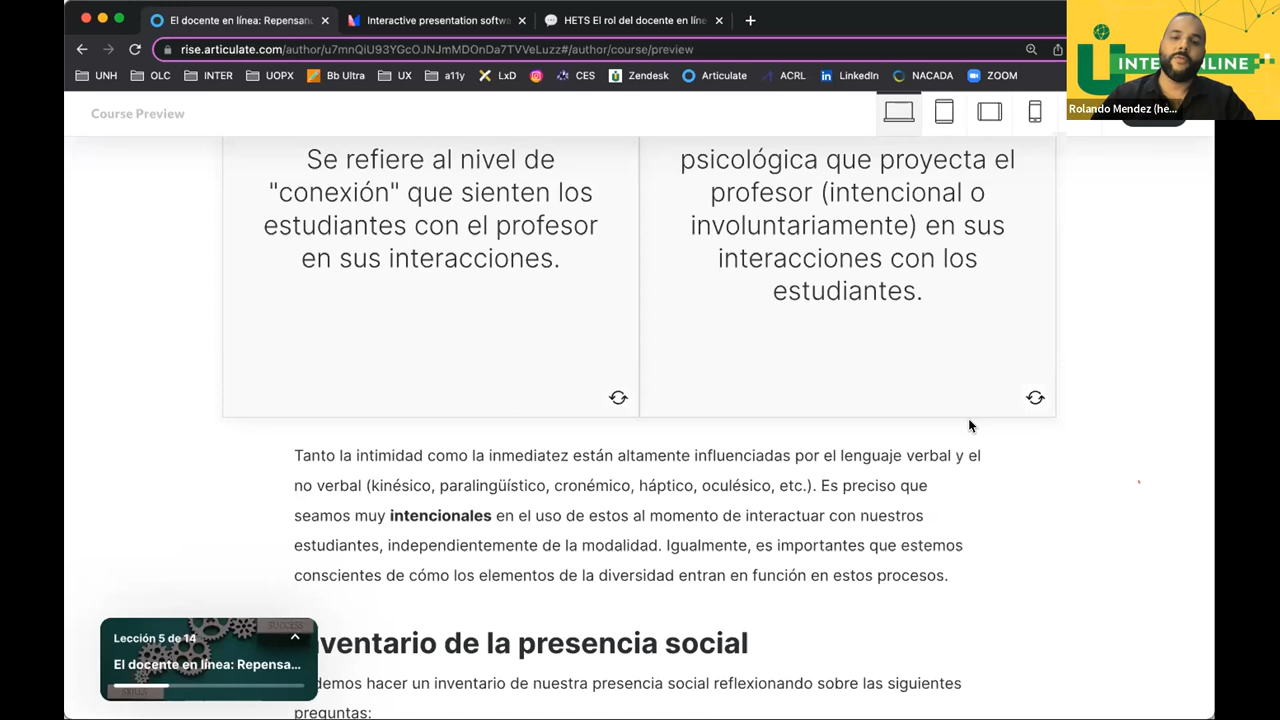 El docente en línea: Repensand
Interactive presentation softwa
HETS El rol del docente en líne
rise.articulate.com/author/u7mnQiU93YGcOJNJmMDOnDa7TVVeLuzz#/author/course/preview
UNH
OLC
INTER
UOPX
Bb Ultra
UX
a11y
LxD
CES
Zendesk
Articulate
ACRL
LinkedIn
NACADA
ZOOM
INTER ONLINE
Rolando Mendez (he...
Course Preview
Se refiere al nivel de
"conexión" que sienten los
estudiantes con el profesor
en sus interacciones.
psicológica que proyecta el
profesor (intencional o
involuntariamente) en sus
interacciones con los
estudiantes.
Tanto la intimidad como la inmediatez están altamente influenciadas por el lenguaje verbal y el
no verbal (kinésico, paralingüístico, cronémico, háptico, oculésico, etc.). Es preciso que
seamos muy intencionales en el uso de estos al momento de interactuar con nuestros
estudiantes, independientemente de la modalidad. Igualmente, es importantes que estemos
conscientes de cómo los elementos de la diversidad entran en función en estos procesos.
SUCCESS
Lección 5 de 14
El docente en línea: Repensa...
SKILLS
nventario de la presencia social
demos hacer un inventario de nuestra presencia social reflexionando sobre las siguientes
preguntas: